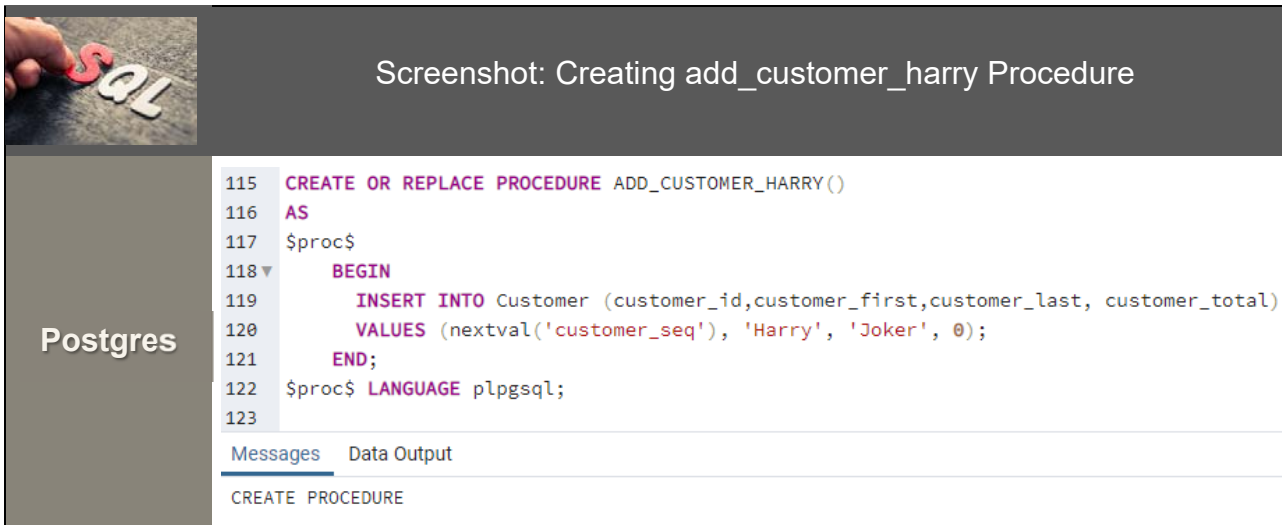 SQL
Screenshot: Creating add_customer_harry Procedure
Postgres
115 CREATE OR REPLACE PROCEDURE ADD_CUSTOMER_HARRY()
116 AS
117 $proc$
118 BEGIN
119 INSERT INTO Customer (customer_id,customer_first,customer_last, customer_total)
120 VALUES (nextval('customer_seq'), 'Harry', 'Joker', 0);
121 END;
122 $proc$ LANGUAGE plpgsql;
123
Messages Data Output
CREATE PROCEDURE